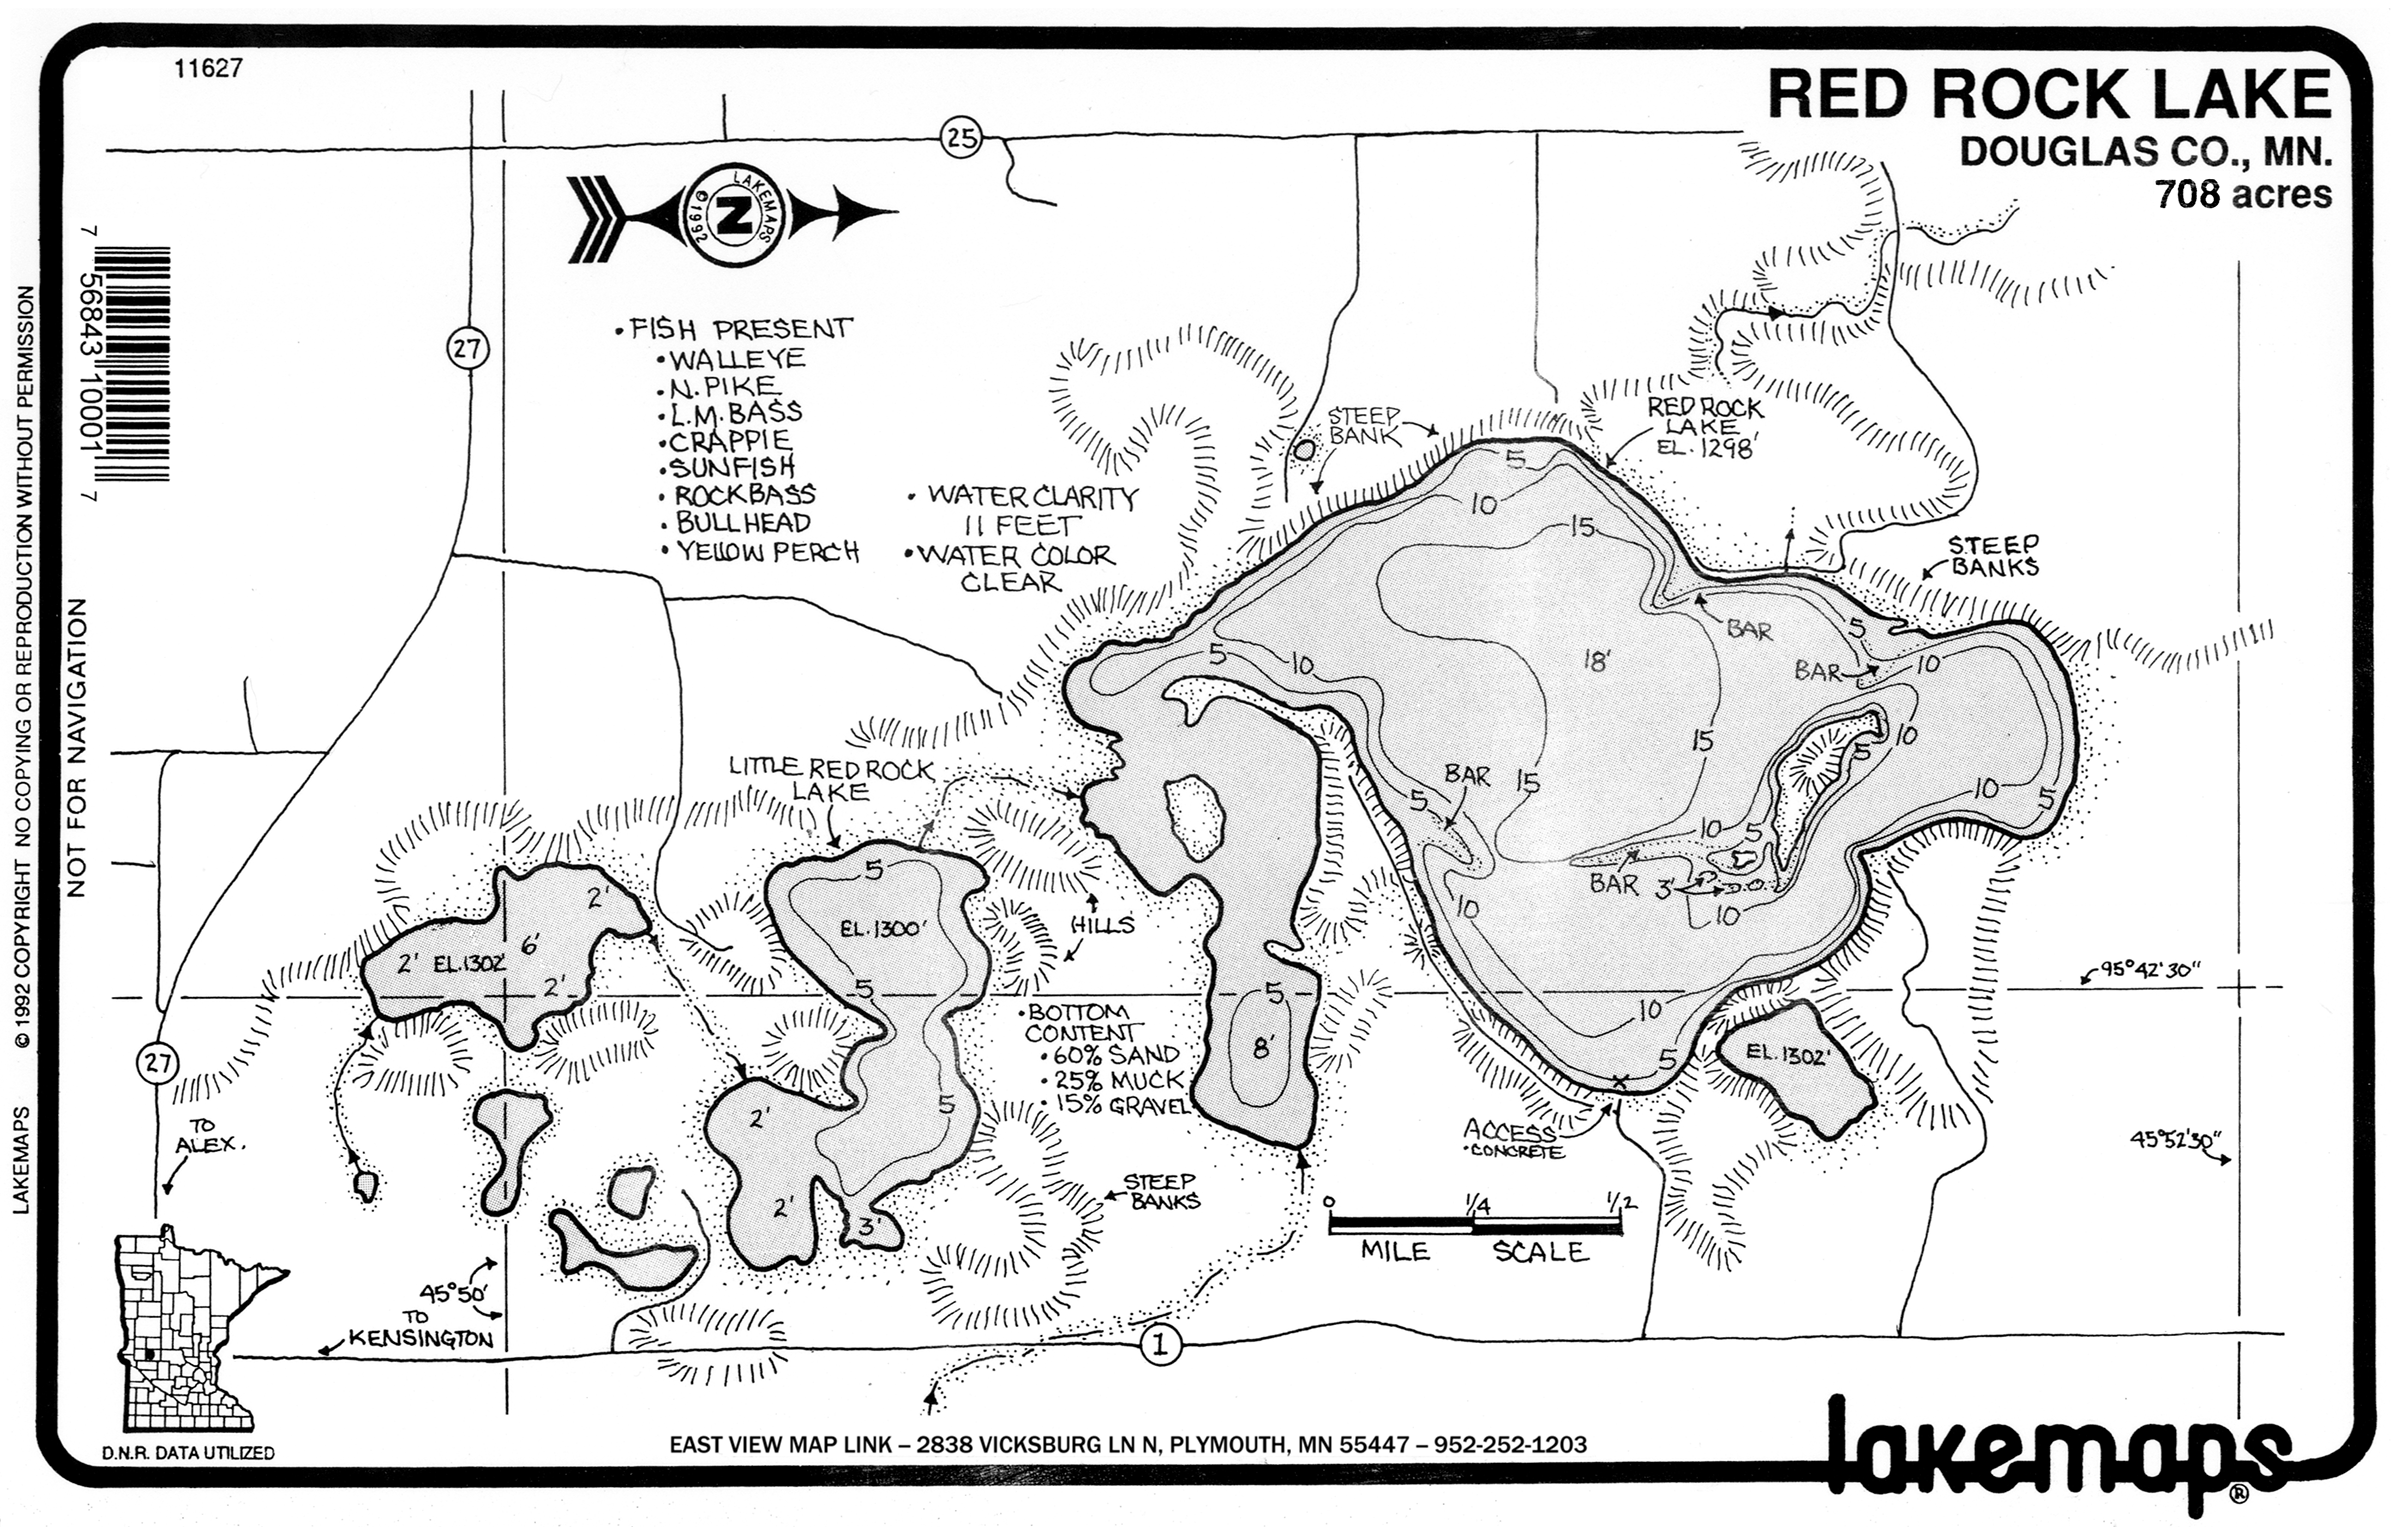 11627
RED ROCK LAKE
DOUGLAS CO., MN.
708 acres
25
LAKEMAPS
©1992
N
27
• FISH PRESENT
• WALLEYE
• N. PIKE
• L.M. BASS
• CRAPPIE
• SUNFISH
• ROCKBASS
• BULLHEAD
• YELLOW PERCH
• WATER CLARITY
11 FEET
• WATER COLOR
CLEAR
7 56843 10001 7
NOT FOR NAVIGATION
LAKEMAPS © 1992 COPYRIGHT NO COPYING OR REPRODUCTION WITHOUT PERMISSION
STEEP
BANK
RED ROCK
LAKE
EL. 1298'
STEEP
BANKS
5
10
15
18'
BAR
5
BAR
10
5
10
15
15
BAR
5
10
5
10
5
10
5
BAR
3'
10
10
10
5
LITTLE RED ROCK
LAKE
5
EL. 1300'
5
5
2'
2'
3'
HILLS
2'
6'
2'
EL. 1302'
2'
• BOTTOM
CONTENT
• 60% SAND
• 25% MUCK
• 15% GRAVEL
5
8'
EL. 1302'
95°42'30"
45°52'30"
ACCESS
• CONCRETE
STEEP
BANKS
0 1/4 1/2
MILE SCALE
27
TO
ALEX.
45°50'
TO
KENSINGTON
1
D.N.R. DATA UTILIZED
EAST VIEW MAP LINK – 2838 VICKSBURG LN N, PLYMOUTH, MN 55447 – 952-252-1203
lakemaps®